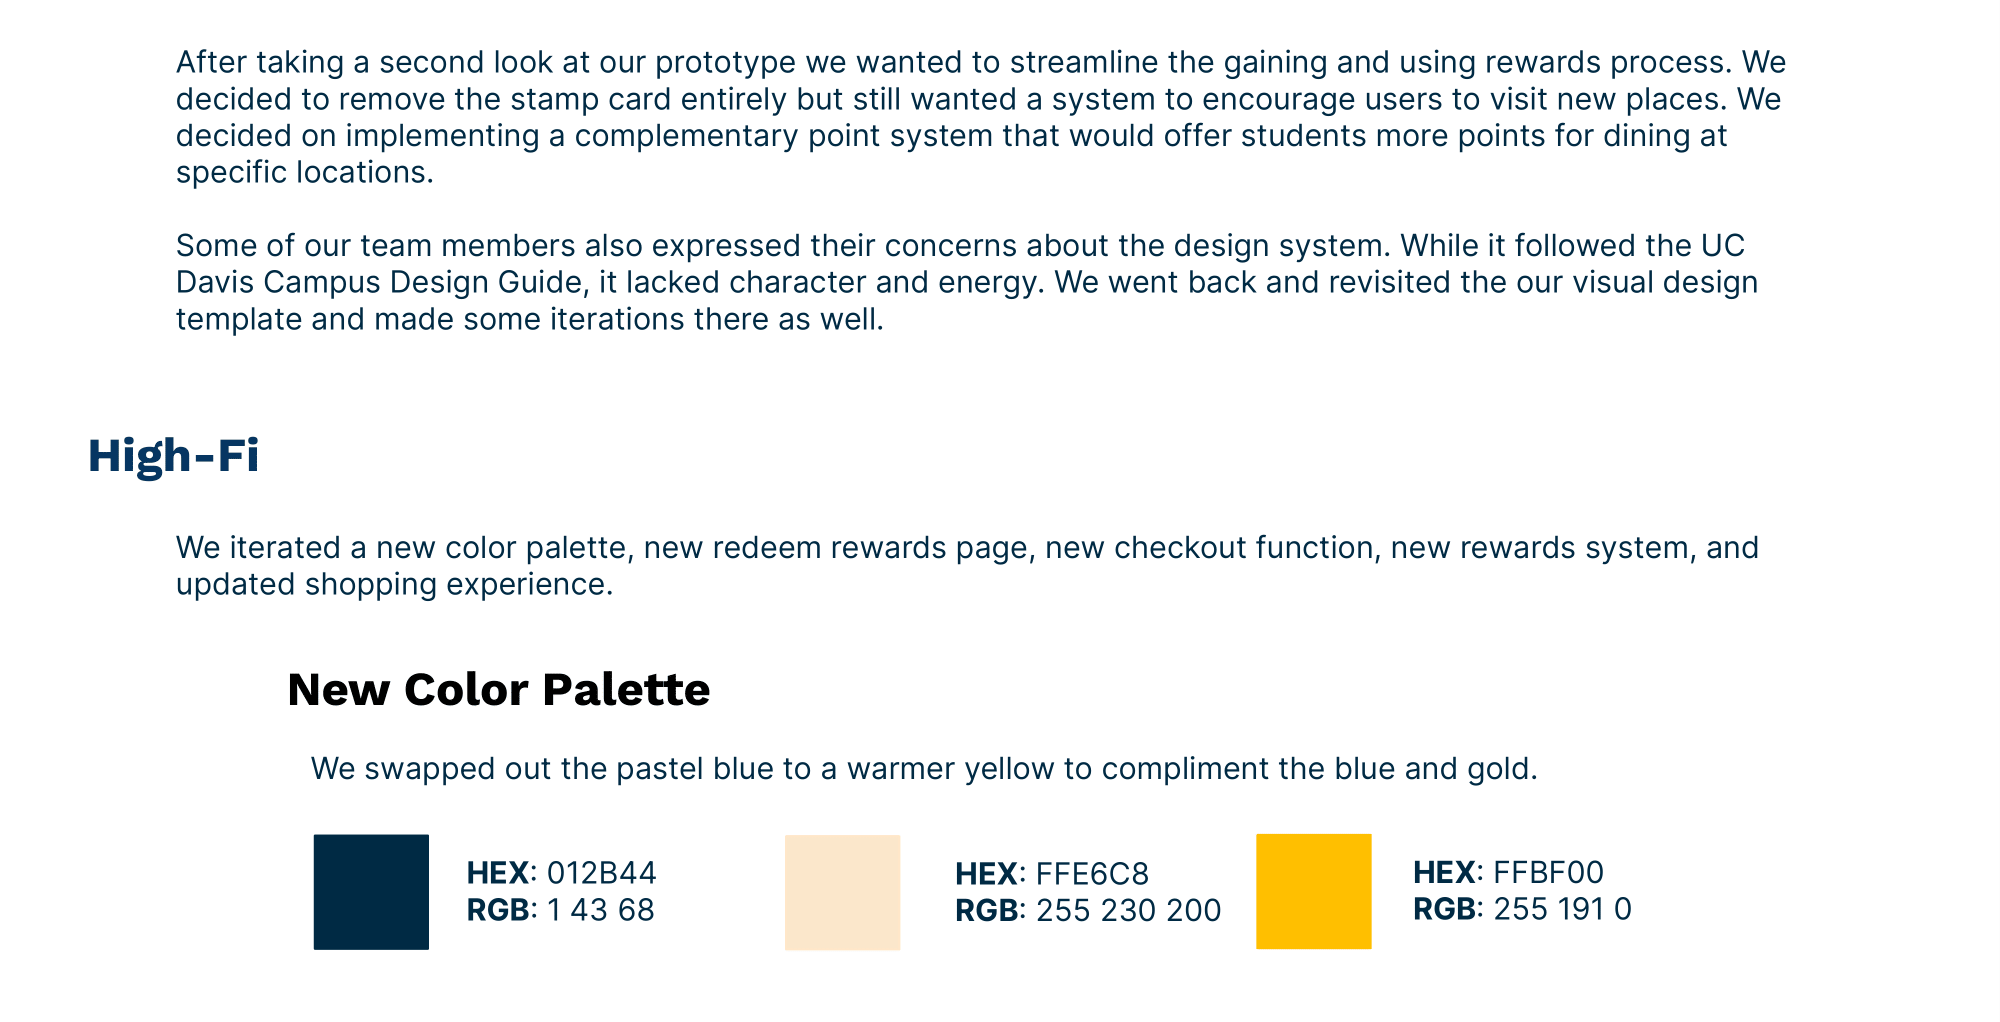 After taking a second look at our prototype we wanted to streamline the gaining and using rewards process. We
decided to remove the stamp card entirely but still wanted a system to encourage users to visit new places. We
decided on implementing a complementary point system that would offer students more points for dining at
specific locations.
Some of our team members also expressed their concerns about the design system. While it followed the UC
Davis Campus Design Guide, it lacked character and energy. We went back and revisited the our visual design
template and made some iterations there as well.
High-Fi
We iterated a new color palette, new redeem rewards page, new checkout function, new rewards system, and
updated shopping experience.
New Color Palette
We swapped out the pastel blue to a warmer yellow to compliment the blue and gold.
HEX: 012B44
RGB: 1 43 68
HEX: FFE6C8
RGB: 255 230 200
HEX: FFBF00
RGB: 255 191 0